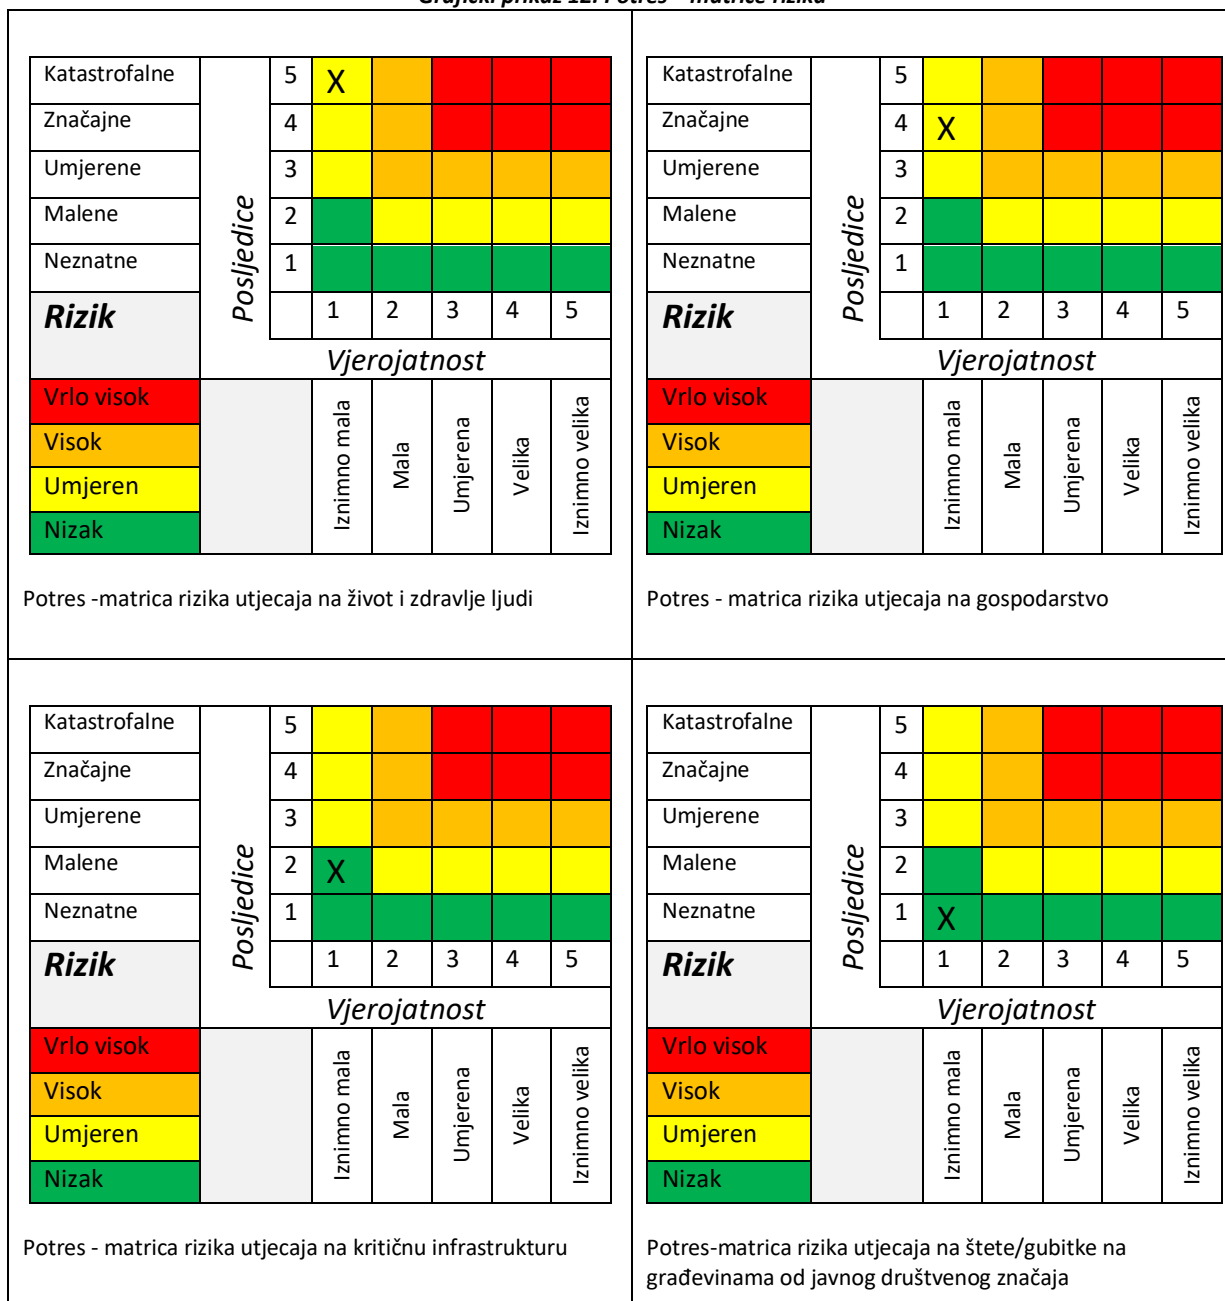 Grafički prikaz 12: Potres – matrice rizika
Katastrofalne 5 X
Značajne 4
Umjerene 3
Malene 2
Neznatne 1
Posljedice
Rizik 1 2 3 4 5
Vjerojatnost
Vrlo visok
Visok
Umjeren
Nizak
Iznimno mala
Mala
Umjerena
Velika
Iznimno velika
Potres -matrica rizika utjecaja na život i zdravlje ljudi
Katastrofalne 5
Značajne 4 X
Umjerene 3
Malene 2
Neznatne 1
Posljedice
Rizik 1 2 3 4 5
Vjerojatnost
Vrlo visok
Visok
Umjeren
Nizak
Iznimno mala
Mala
Umjerena
Velika
Iznimno velika
Potres - matrica rizika utjecaja na gospodarstvo
Katastrofalne 5
Značajne 4
Umjerene 3
Malene 2 X
Neznatne 1
Posljedice
Rizik 1 2 3 4 5
Vjerojatnost
Vrlo visok
Visok
Umjeren
Nizak
Iznimno mala
Mala
Umjerena
Velika
Iznimno velika
Potres - matrica rizika utjecaja na kritičnu infrastrukturu
Katastrofalne 5
Značajne 4
Umjerene 3
Malene 2
Neznatne 1 X
Posljedice
Rizik 1 2 3 4 5
Vjerojatnost
Vrlo visok
Visok
Umjeren
Nizak
Iznimno mala
Mala
Umjerena
Velika
Iznimno velika
Potres-matrica rizika utjecaja na štete/gubitke na
građevinama od javnog društvenog značaja